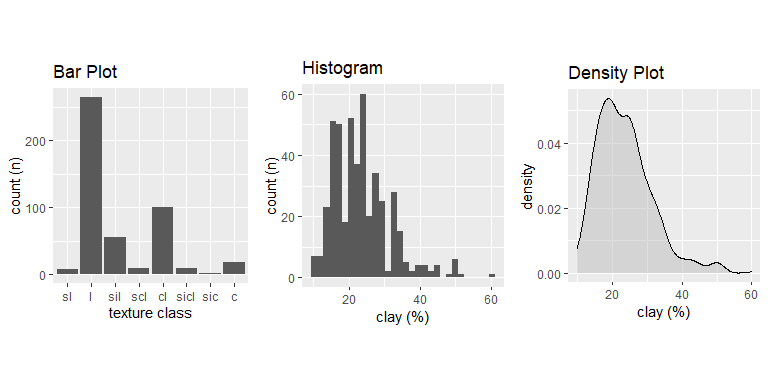 Bar Plot
count (n)
200
100
0
sl l sil scl cl sicl sic c
texture class
Histogram
count (n)
60
40
20
0
20 40 60
clay (%)
Density Plot
density
0.04
0.02
0.00
20 40 60
clay (%)